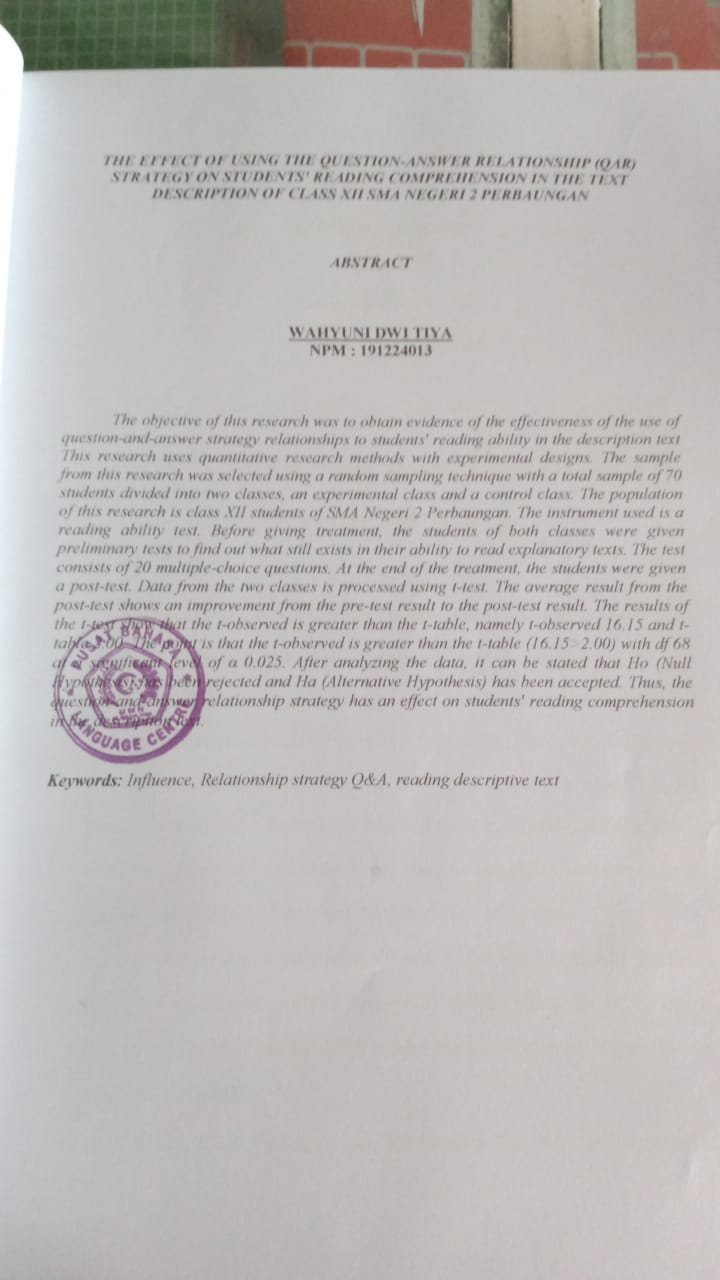 THE EFFECT OF USING THE QUESTION-ANSWER RELATIONSHIP (QAR)
STRATEGY ON STUDENTS' READING COMPREHENSION IN THE TEXT
DESCRIPTION OF CLASS XII SMA NEGERI 2 PERBAUNGAN
ABSTRACT
WAHYUNI DWI TIYA
NPM : 191224013
The objective of this research was to obtain evidence of the effectiveness of the use of
question-and-answer strategy relationships to students' reading ability in the description text
This research uses quantitative research methods with experimental designs. The sample
from this research was selected using a random sampling technique with a total sample of 70
students divided into two classes, an experimental class and a control class. The population
of this research is class XII students of SMA Negeri 2 Perbaungan. The instrument used is a
reading ability test. Before giving treatment, the students of both classes were given
preliminary tests to find out what still exists in their ability to read explanatory texts. The test
consists of 20 multiple-choice questions. At the end of the treatment, the students were given
a post-test. Data from the two classes is processed using t-test. The average result from the
post-test shows an improvement from the pre-test result to the post-test result. The results of
the t-test show that the t-observed is greater than the t-table, namely t-observed 16.15 and t-
table 2.00. The point is that the t-observed is greater than the t-table (16.15>2.00) with df 68
significant level of α 0.025. After analyzing the data, it can be stated that Ho (Null
Hypothesis) has been rejected and Ha (Alternative Hypothesis) has been accepted. Thus, the
question-and-answer relationship strategy has an effect on students' reading comprehension
in the description text.
PUSAT BAHASA
LANGUAGE CENTRE
Keywords: Influence, Relationship strategy Q&A, reading descriptive text